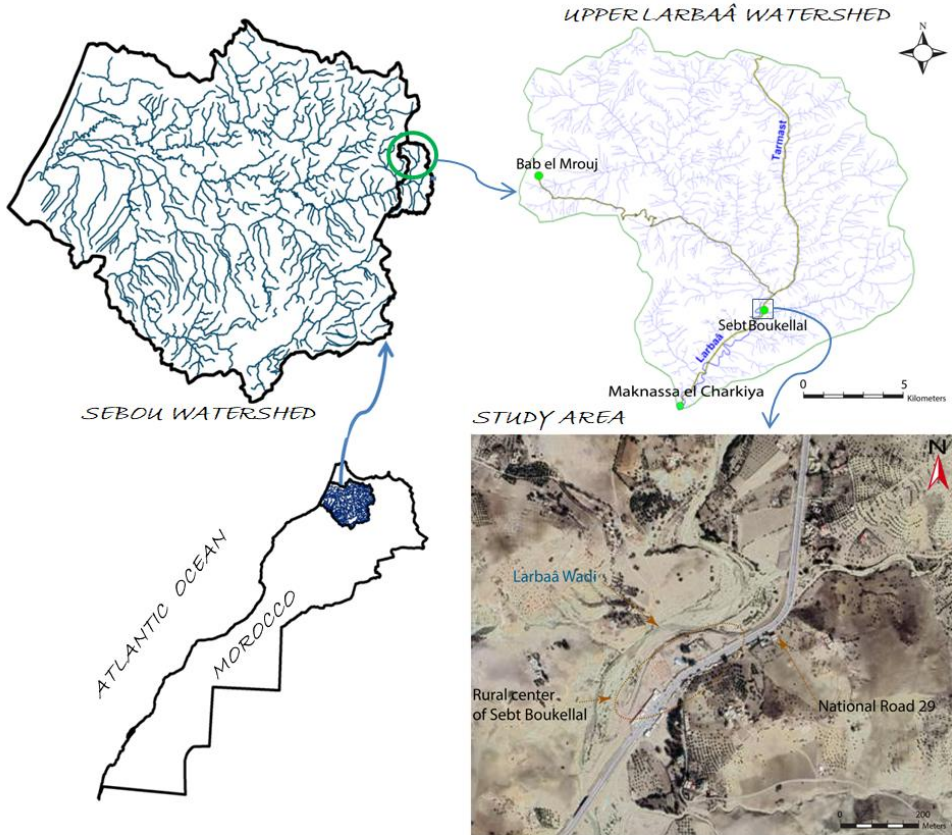 UPPER LARBAÂ WATERSHED
N
Tarmast
Bab el Mrouj
Sebt Boukellal
Larbaâ
Maknassa el Charkiya
0 5
Kilometers
SEBOU WATERSHED
STUDY AREA
N
ATLANTIC OCEAN
MOROCCO
Larbaâ Wadi
Rural center
of Sebt Boukellal
National Road 29
0 200
Meters